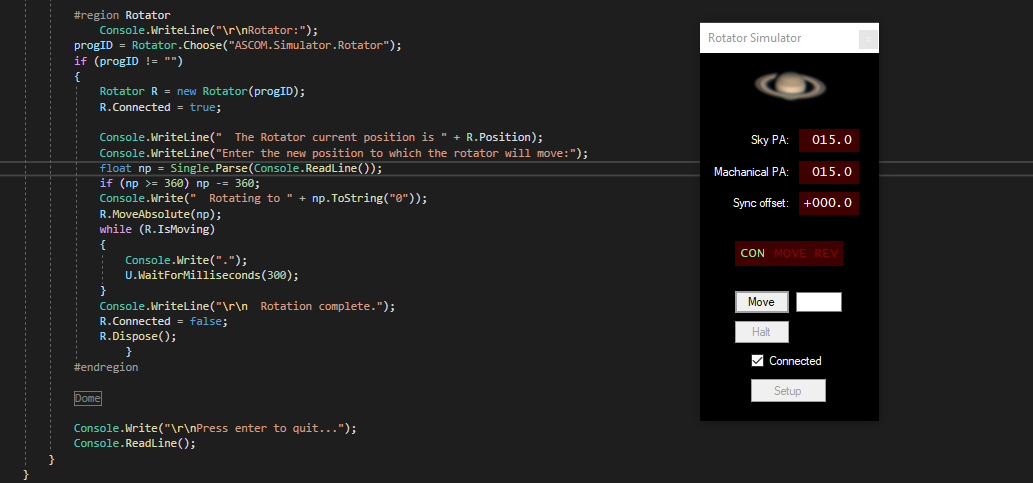 #region Rotator
Console.WriteLine("\r\nRotator:");
progID = Rotator.Choose("ASCOM.Simulator.Rotator");
if (progID != "")
{
Rotator R = new Rotator(progID);
R.Connected = true;
Console.WriteLine("  The Rotator current position is " + R.Position);
Console.WriteLine("Enter the new position to which the rotator will move:");
float np = Single.Parse(Console.ReadLine());
if (np >= 360) np -= 360;
Console.Write("  Rotating to " + np.ToString("0"));
R.MoveAbsolute(np);
while (R.IsMoving)
{
Console.Write(".");
U.WaitForMilliseconds(300);
}
Console.WriteLine("\r\n  Rotation complete.");
R.Connected = false;
R.Dispose();
}
#endregion
Dome
Console.Write("\r\nPress enter to quit...");
Console.ReadLine();
}
}
Rotator Simulator
Sky PA: 015.0
Machanical PA: 015.0
Sync offset: +000.0
CON MOVE REV
Move
Halt
Connected
Setup